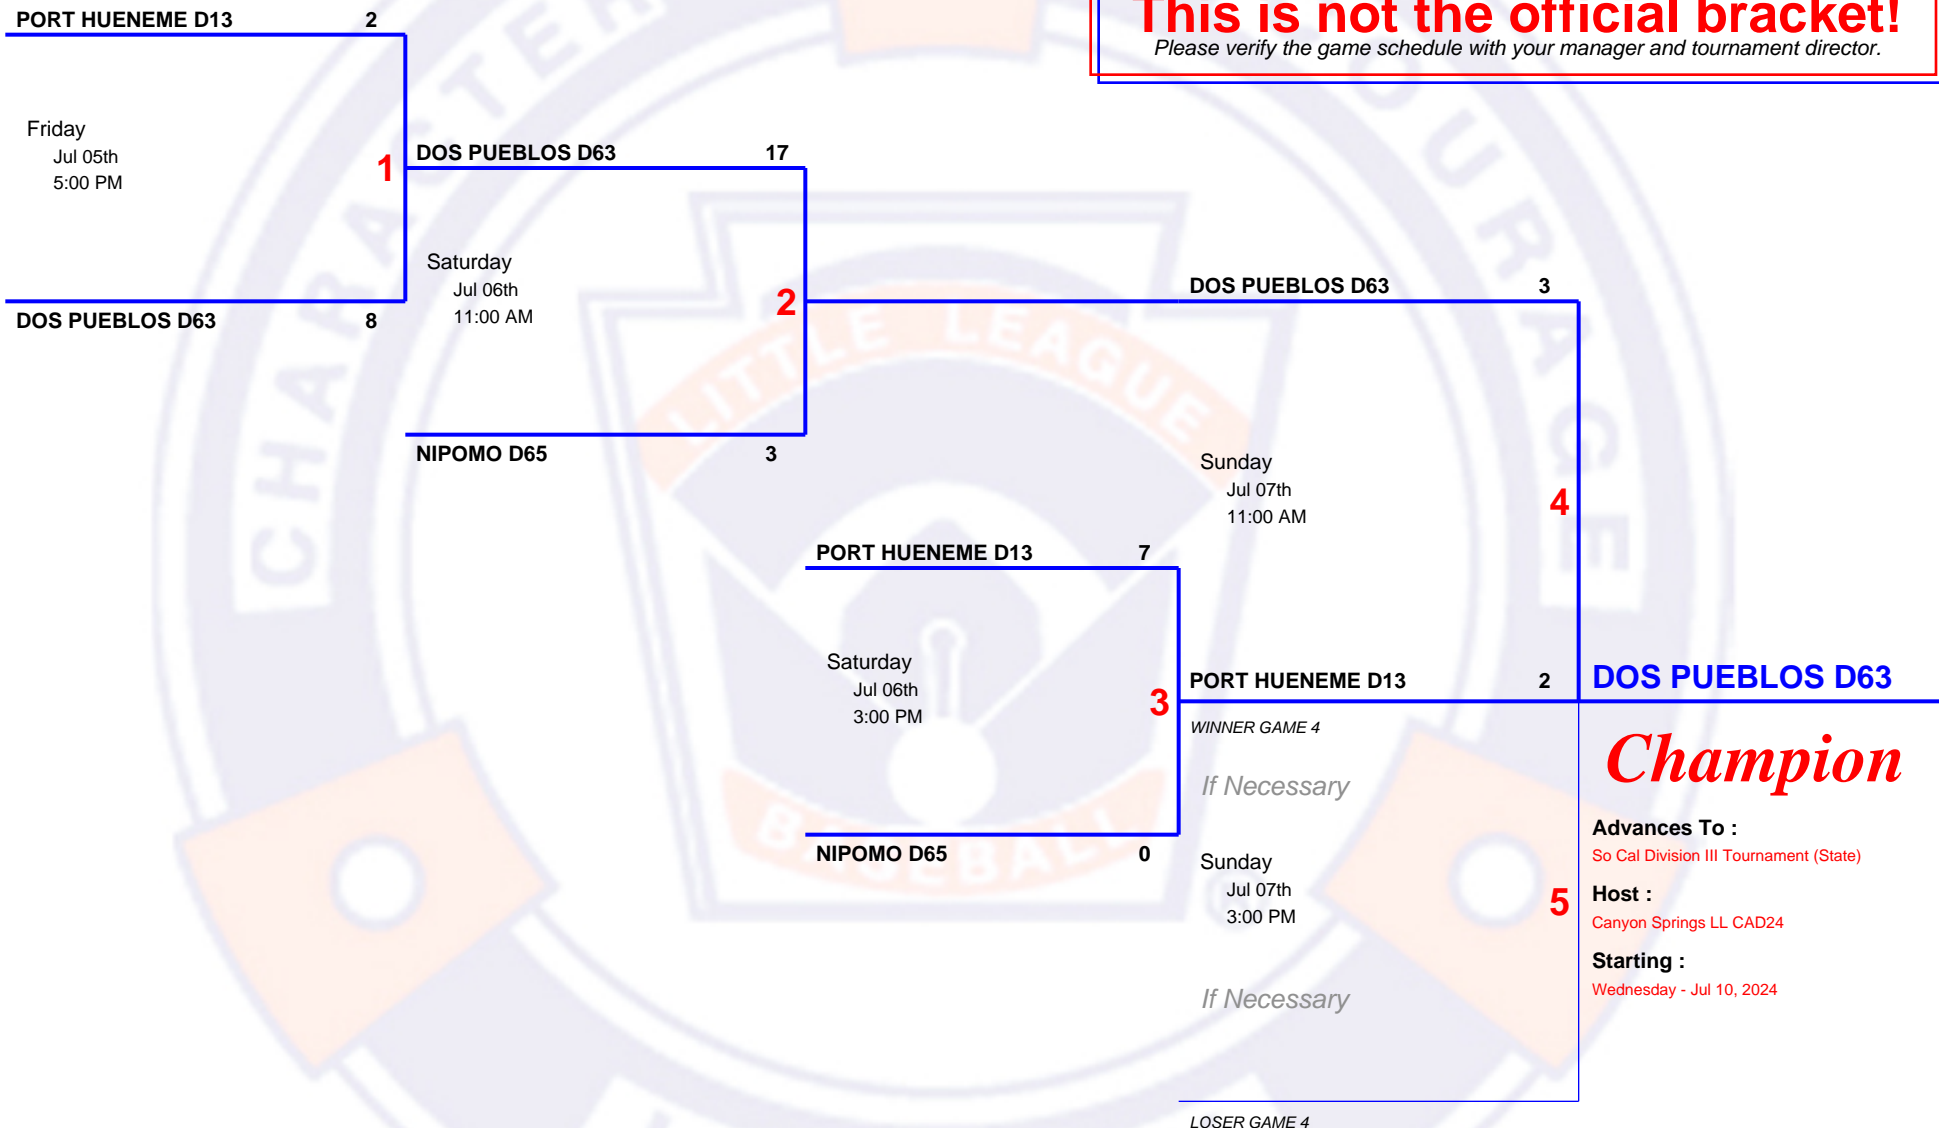 This is not the official bracket!
Please verify the game schedule with your manager and tournament director.
PORT HUENEME D13 2
Friday
Jul 05th
5:00 PM
1
DOS PUEBLOS D63 8
DOS PUEBLOS D63 17
Saturday
Jul 06th
11:00 AM
2
NIPOMO D65 3
PORT HUENEME D13 7
Saturday
Jul 06th
3:00 PM
3
NIPOMO D65 0
DOS PUEBLOS D63 3
Sunday
Jul 07th
11:00 AM
4
PORT HUENEME D13 2
WINNER GAME 4
If Necessary
Sunday
Jul 07th
3:00 PM
5
If Necessary
LOSER GAME 4
DOS PUEBLOS D63
Champion
Advances To :
So Cal Division III Tournament (State)
Host :
Canyon Springs LL CAD24
Starting :
Wednesday - Jul 10, 2024
LITTLE LEAGUE
BASEBALL
®
CHARACTER
COURAGE